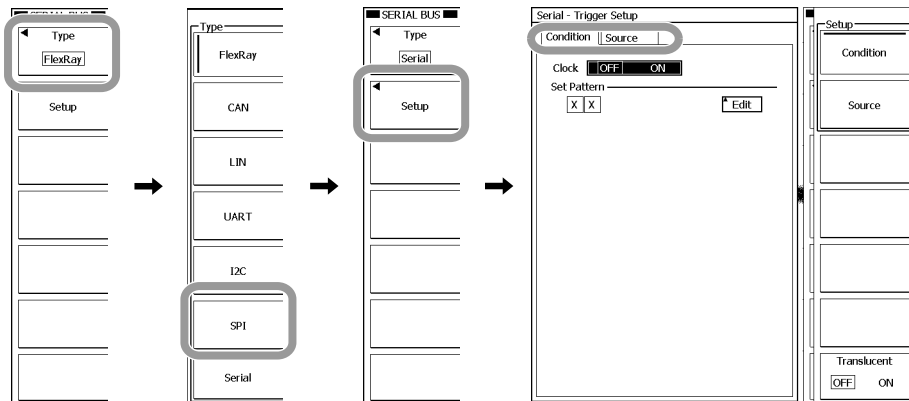 SERIAL BUS
Type
FlexRay
Setup
Type
FlexRay
CAN
LIN
UART
I2C
SPI
Serial
SERIAL BUS
Type
Serial
Setup
Serial - Trigger Setup
Condition Source
Clock OFF ON
Set Pattern
X X Edit
Setup
Condition
Source
Translucent
OFF ON